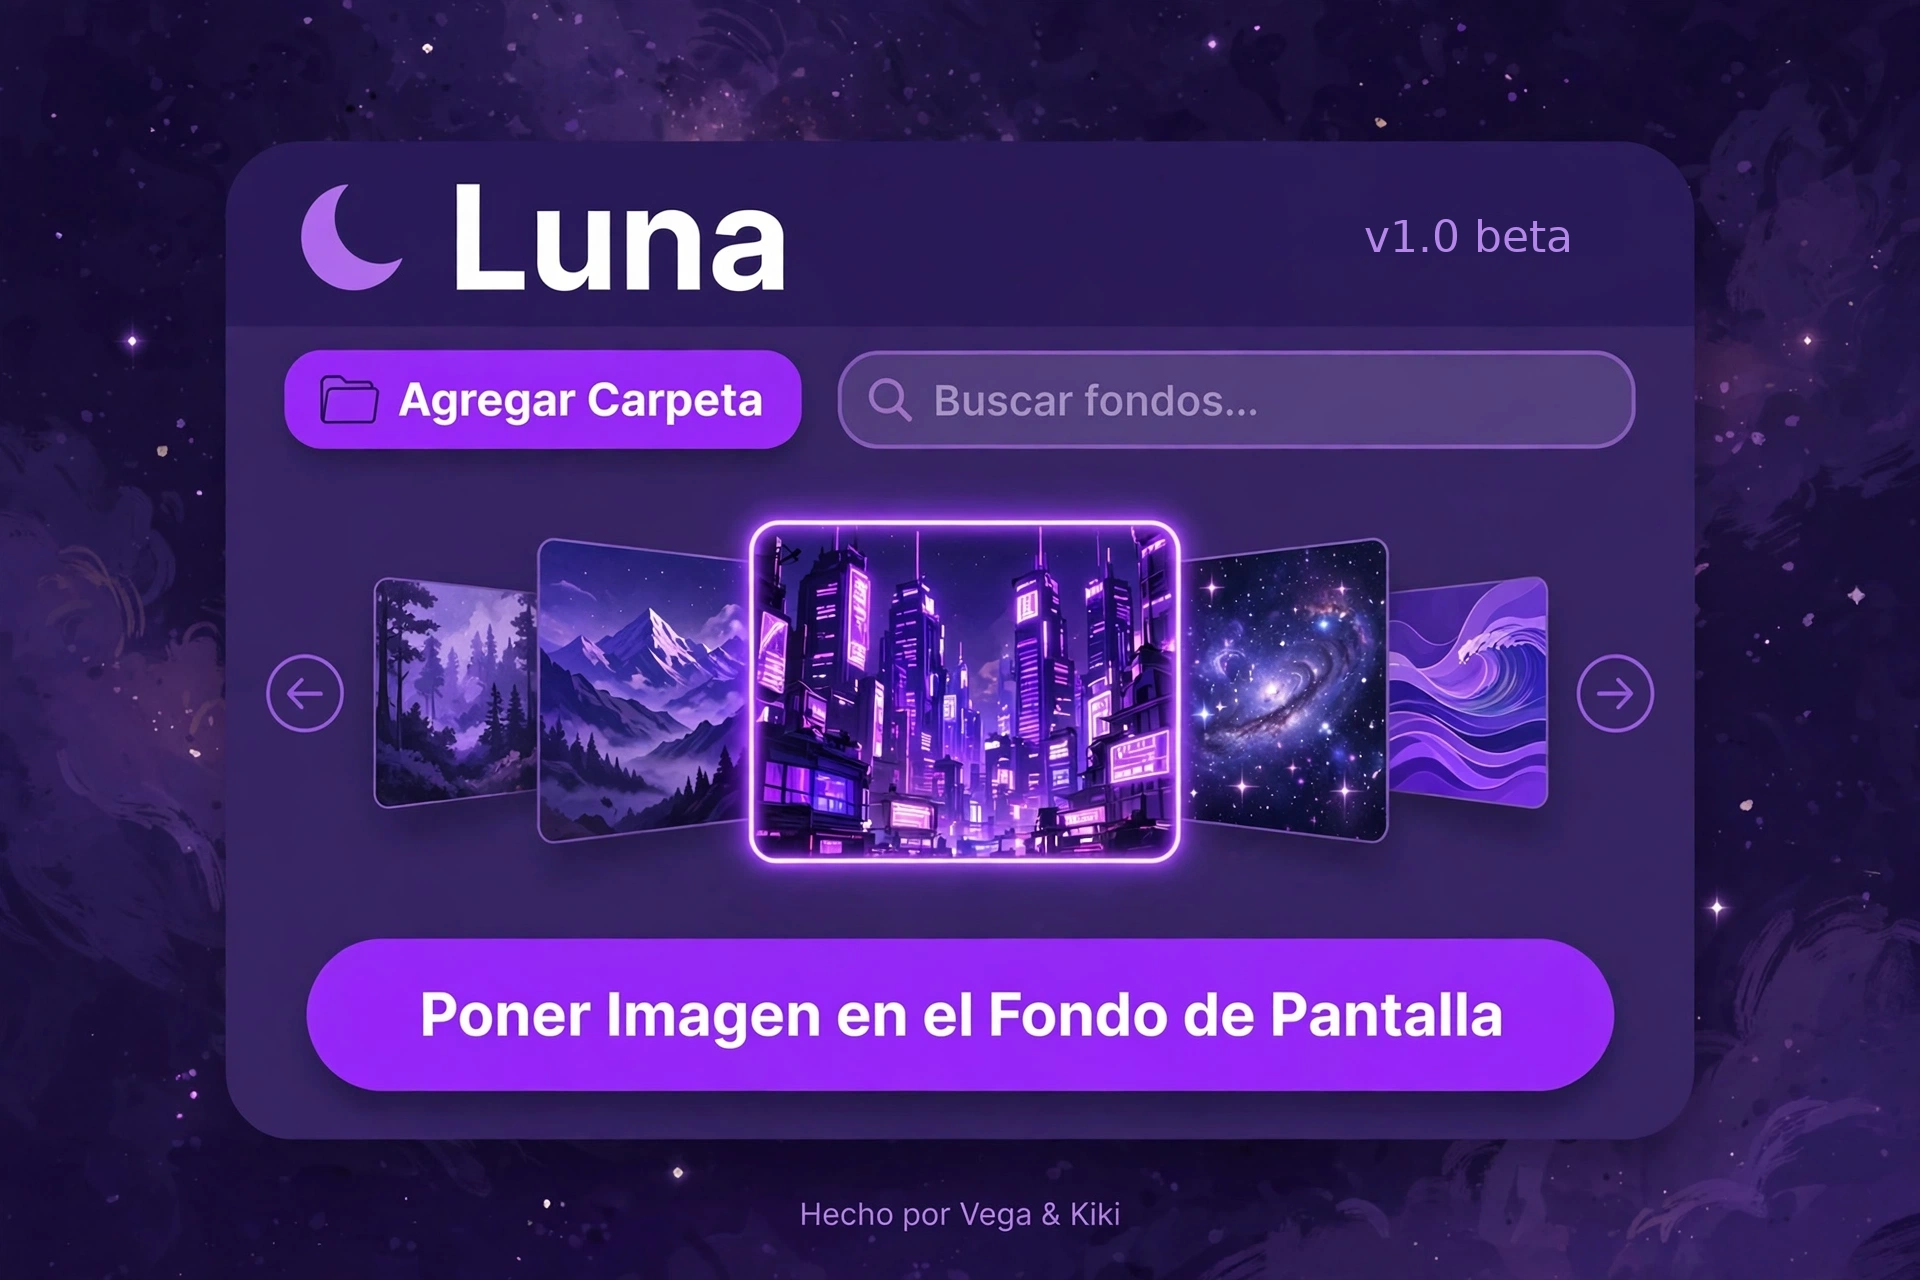 Luna
v1.0 beta
Agregar Carpeta
Buscar fondos...
Poner Imagen en el Fondo de Pantalla
Hecho por Vega & Kiki